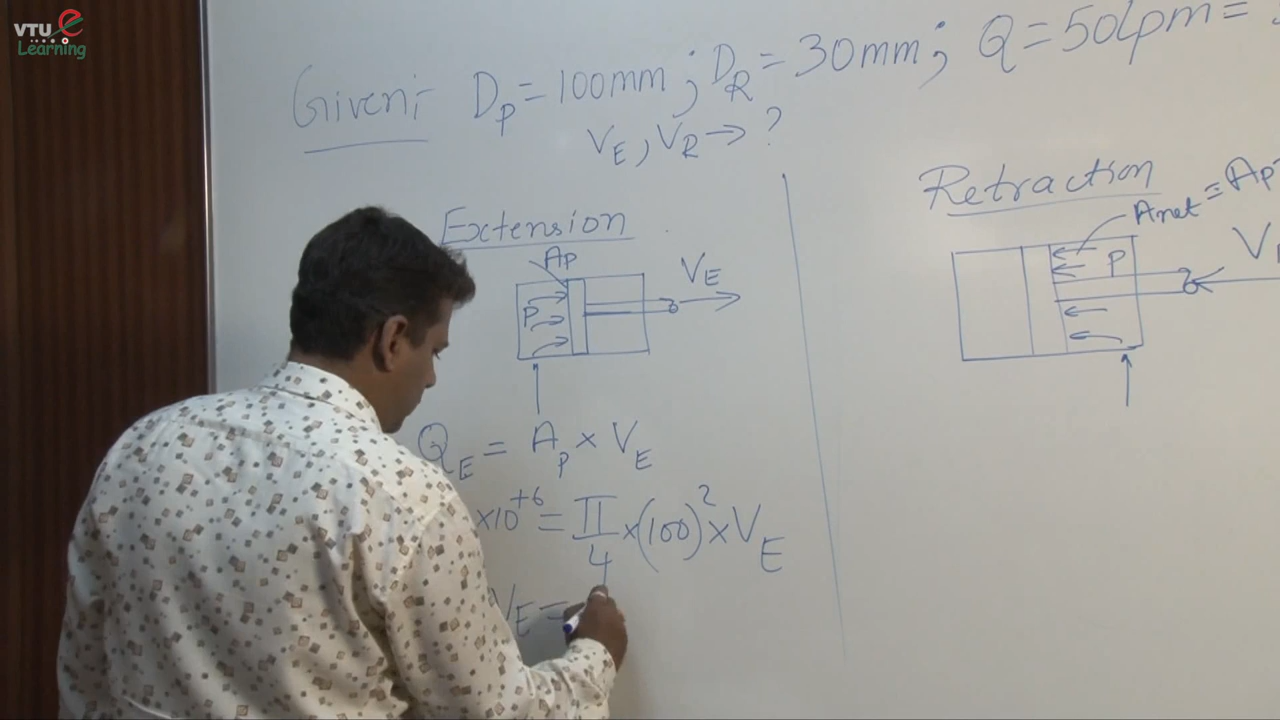 VTU e
Learning
Given:- Dp = 100mm ; DR = 30mm ; Q = 50lpm =
VE , VR → ?
Extension
Ap
P
VE
QE = Ap × VE
×10+6 = π/4 × (100)2 × VE
VE =
Retraction
Anet = Ap-
P
V